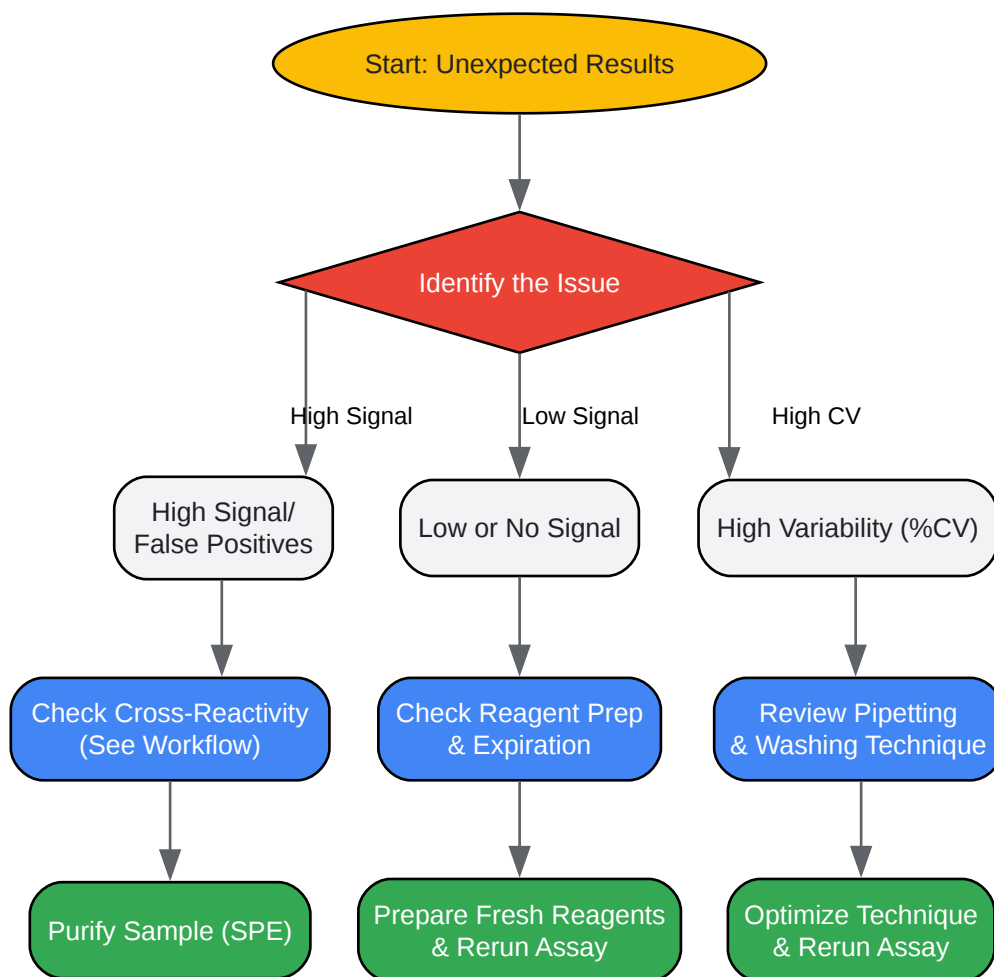 Start: Unexpected Results
Identify the Issue
High Signal
Low Signal
High CV
High Signal/
False Positives
Low or No Signal
High Variability (%CV)
Check Cross-Reactivity
(See Workflow)
Check Reagent Prep
& Expiration
Review Pipetting
& Washing Technique
Purify Sample (SPE)
Prepare Fresh Reagents
& Rerun Assay
Optimize Technique
& Rerun Assay